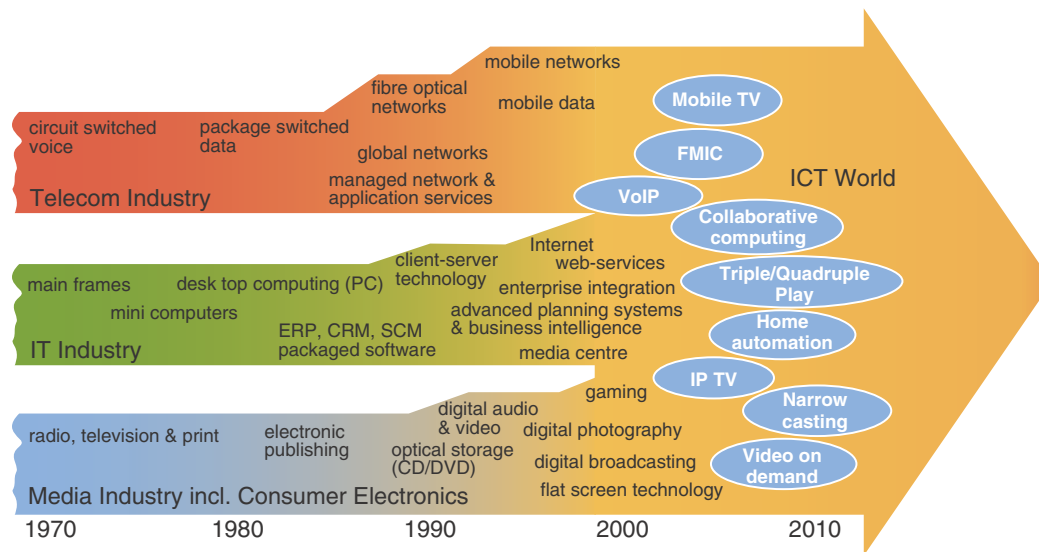 mobile networks
fibre optical
networks
mobile data
Mobile TV
circuit switched
voice
package switched
data
global networks
FMIC
managed network &
application services
Telecom Industry
VoIP
ICT World
Collaborative
computing
Internet
web-services
client-server
technology
main frames
desk top computing (PC)
enterprise integration
Triple/Quadruple
Play
mini computers
advanced planning systems
& business intelligence
ERP, CRM, SCM
packaged software
Home
automation
IT Industry
media centre
IP TV
gaming
Narrow
casting
digital audio
& video
radio, television & print
electronic
publishing
digital photography
optical storage
(CD/DVD)
digital broadcasting
Video on
demand
flat screen technology
Media Industry incl. Consumer Electronics
1970
1980
1990
2000
2010